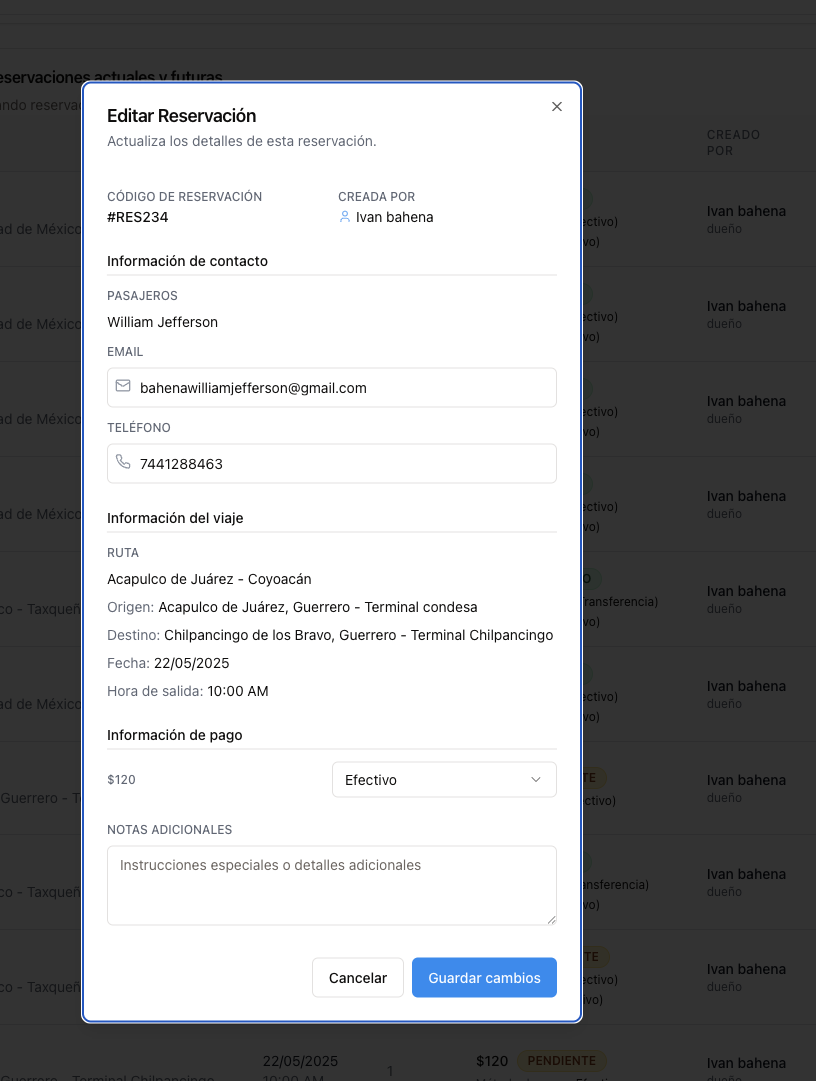 eservaciones actuales y futuras
ando reserva
CREADO
POR
Editar Reservación
Actualiza los detalles de esta reservación.
CÓDIGO DE RESERVACIÓN
#RES234
CREADA POR
Ivan bahena
Información de contacto
PASAJEROS
William Jefferson
EMAIL
bahenawilliamjefferson@gmail.com
TELÉFONO
7441288463
Información del viaje
RUTA
Acapulco de Juárez - Coyoacán
Origen: Acapulco de Juárez, Guerrero - Terminal condesa
Destino: Chilpancingo de los Bravo, Guerrero - Terminal Chilpancingo
Fecha: 22/05/2025
Hora de salida: 10:00 AM
Información de pago
$120
Efectivo
NOTAS ADICIONALES
Instrucciones especiales o detalles adicionales
Cancelar
Guardar cambios
ad de México
ectivo)
vo)
Ivan bahena
dueño
ad de México
ectivo)
vo)
Ivan bahena
dueño
ad de México
ectivo)
vo)
Ivan bahena
dueño
ad de México
ectivo)
vo)
Ivan bahena
dueño
co - Taxqueñ
O
ransferencia)
vo)
Ivan bahena
dueño
ad de México
ectivo)
vo)
Ivan bahena
dueño
Guerrero - T
TE
ctivo)
Ivan bahena
dueño
co - Taxqueñ
ansferencia)
vo)
Ivan bahena
dueño
co - Taxqueñ
TE
ectivo)
ivo)
Ivan bahena
dueño
22/05/2025
1
$120
PENDIENTE
Ivan bahena
Guerrero - Terminal Chilpancingo
10:00 AM